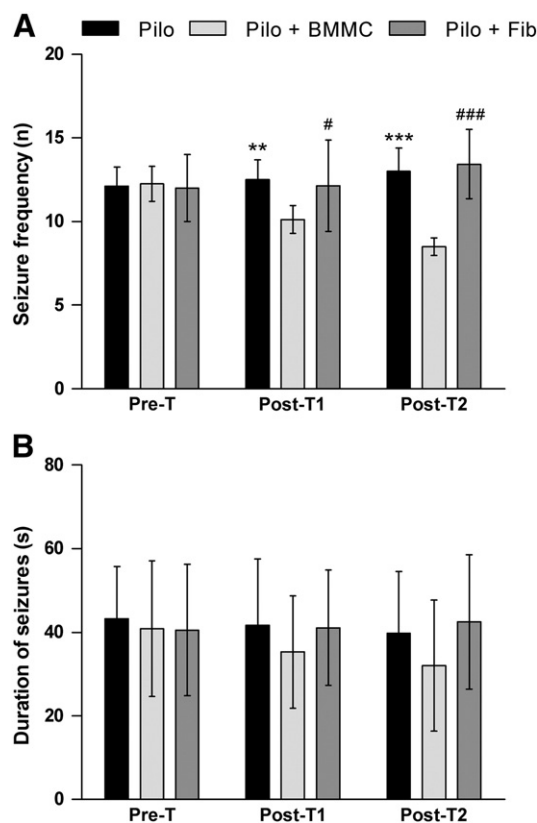 A
Pilo Pilo + BMMC Pilo + Fib
Seizure frequency (n)
20
15
10
5
0
**
#
***
###
Pre-T Post-T1 Post-T2
B
Duration of seizures (s)
80
60
40
20
0
Pre-T Post-T1 Post-T2